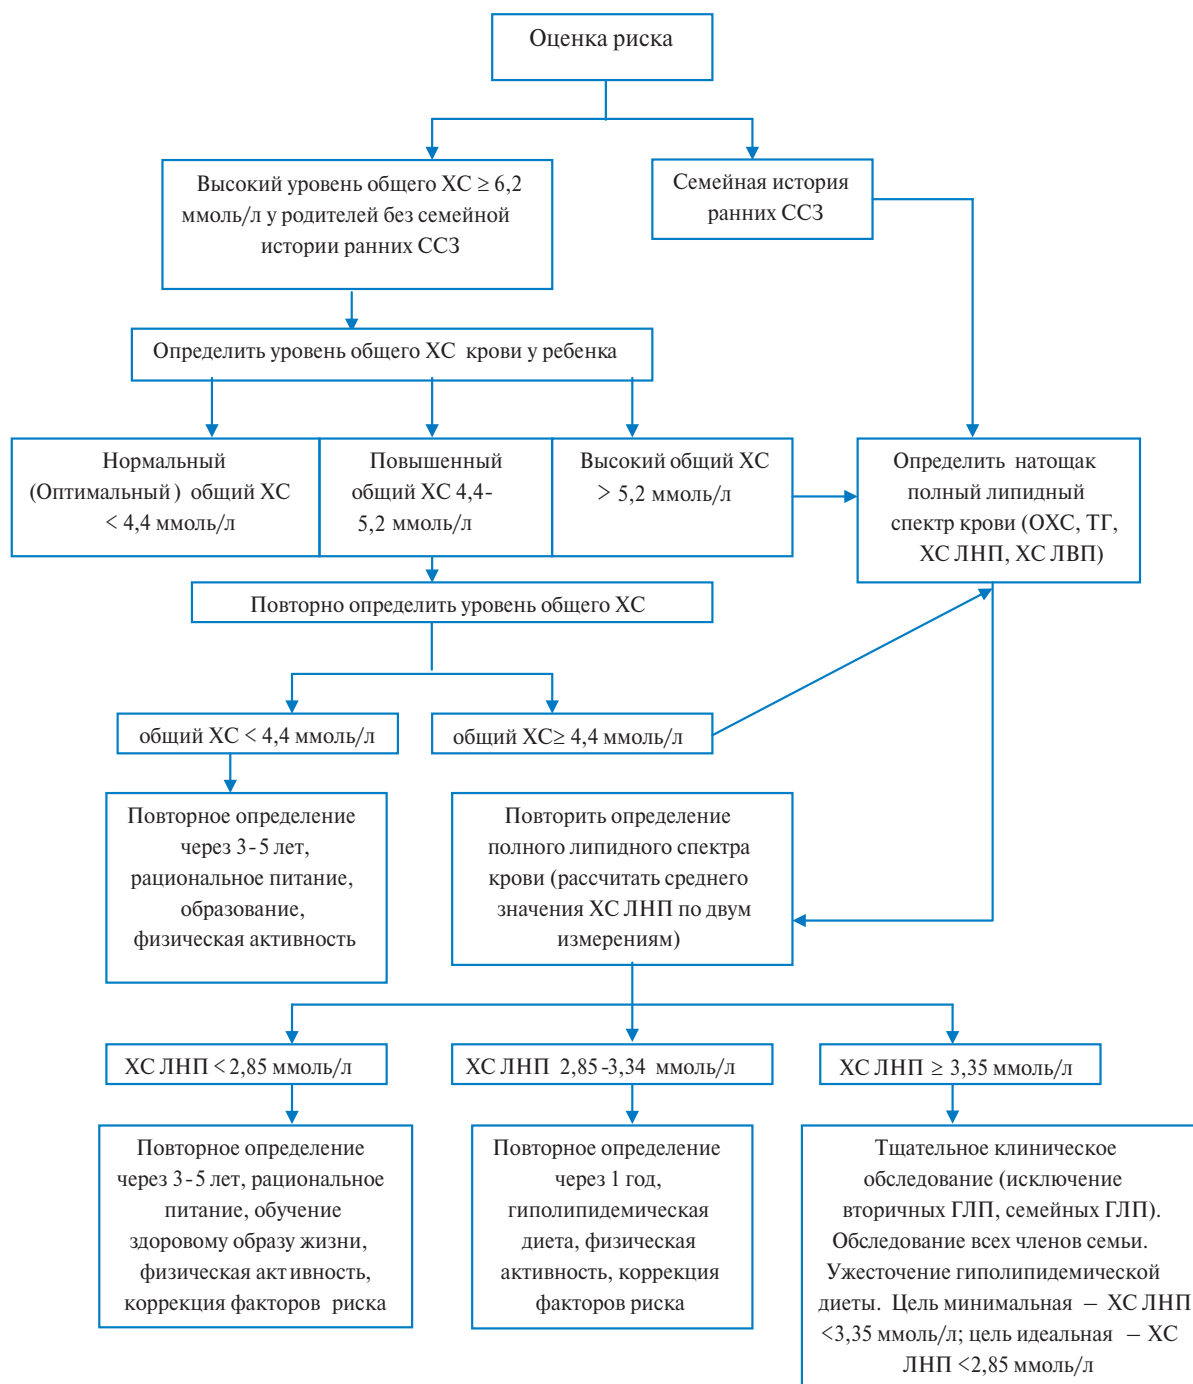 Оценка риска
Высокий уровень общего ХС ≥ 6,2
ммоль/л у родителей без семейной
истории ранних ССЗ
Семейная история
ранних ССЗ
Определить уровень общего ХС крови у ребенка
Нормальный
(Оптимальный) общий ХС
< 4,4 ммоль/л
Повышенный
общий ХС 4,4-
5,2 ммоль/л
Высокий общий ХС
> 5,2 ммоль/л
Определить натощак
полный липидный
спектр крови (ОХС, ТГ,
ХС ЛНП, ХС ЛВП)
Повторно определить уровень общего ХС
общий ХС < 4,4 ммоль/л
общий ХС≥ 4,4 ммоль/л
Повторное определение
через 3-5 лет,
рациональное питание,
образование,
физическая активность
Повторить определение
полного липидного спектра
крови (рассчитать среднего
значения ХС ЛНП по двум
измерениям)
ХС ЛНП < 2,85 ммоль/л
ХС ЛНП 2,85-3,34 ммоль/л
ХС ЛНП ≥ 3,35 ммоль/л
Повторное определение
через 3-5 лет, рациональное
питание, обучение
здоровому образу жизни,
физическая активность,
коррекция факторов риска
Повторное определение
через 1 год,
гиполипидемическая
диета, физическая
активность, коррекция
факторов риска
Тщательное клиническое
обследование (исключение
вторичных ГЛП, семейных ГЛП).
Обследование всех членов семьи.
Ужесточение гиполипидемической
диеты. Цель минимальная – ХС ЛНП
<3,35 ммоль/л; цель идеальная – ХС
ЛНП <2,85 ммоль/л